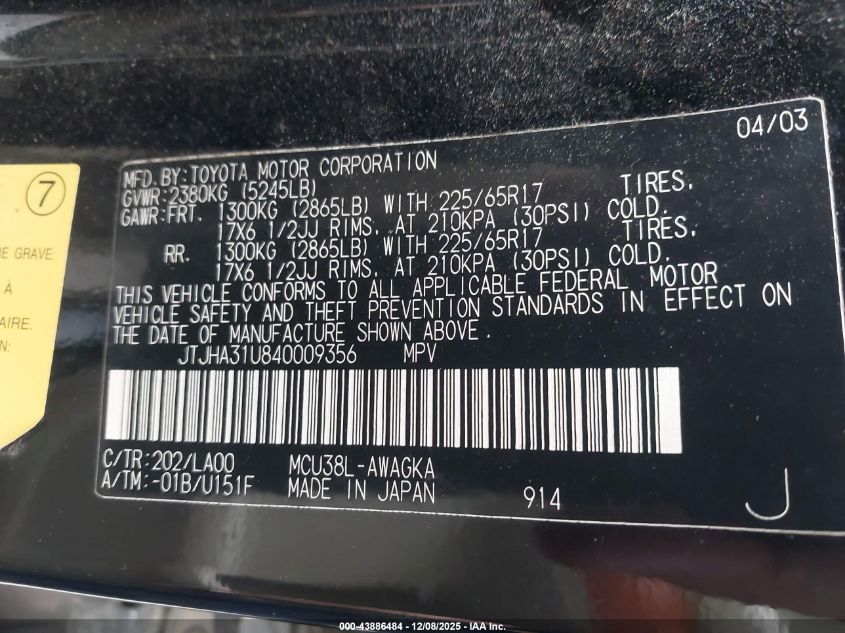 04/03
MFD.BY:TOYOTA MOTOR CORPORATION
GVWR:2380KG (5245LB)
GAWR:FRT. 1300KG (2865LB) WITH 225/65R17 TIRES,
17X6 1/2JJ RIMS. AT 210KPA (30PSI) COLD.
RR. 1300KG (2865LB) WITH 225/65R17 TIRES,
17X6 1/2JJ RIMS. AT 210KPA (30PSI) COLD.
THIS VEHICLE CONFORMS TO ALL APPLICABLE FEDERAL MOTOR
VEHICLE SAFETY AND THEFT PREVENTION STANDARDS IN EFFECT ON
THE DATE OF MANUFACTURE SHOWN ABOVE.
JTJHA31U840009356 MPV
C/TR:202/LA00 MCU38L-AWAGKA
A/TM:-01B/U151F MADE IN JAPAN 914 J
7
RE GRAVE:
À
AIRE.
N:
000-43886484 - 12/08/2025 - IAA Inc.